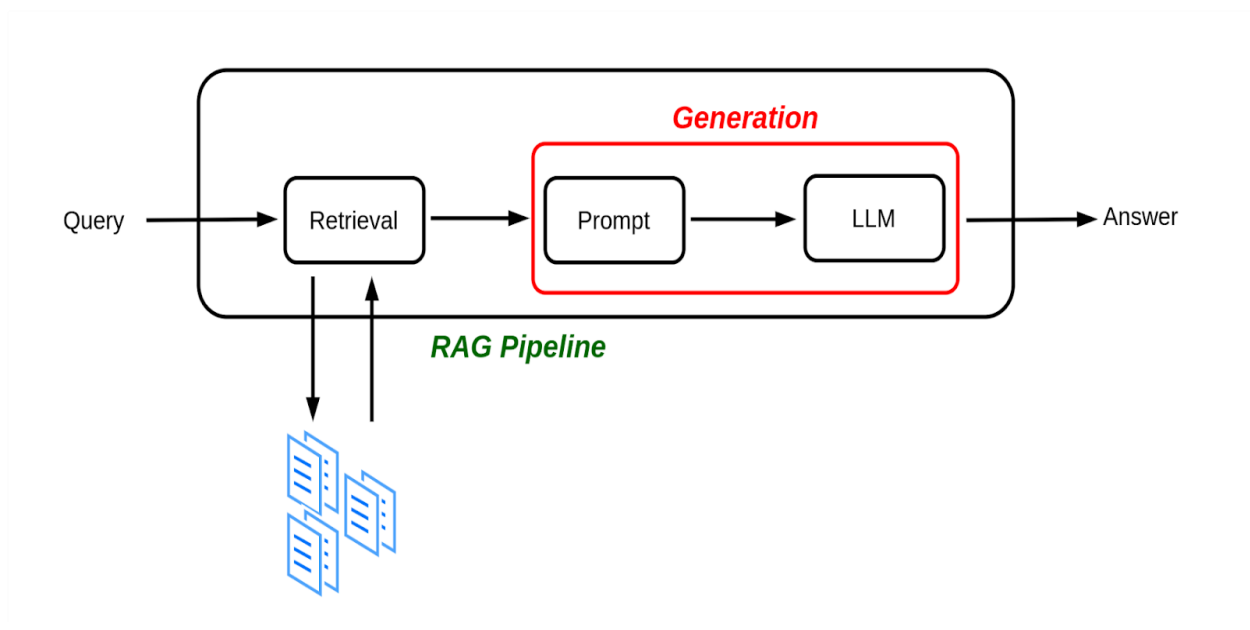 Generation
Query
Retrieval
Prompt
LLM
Answer
RAG Pipeline